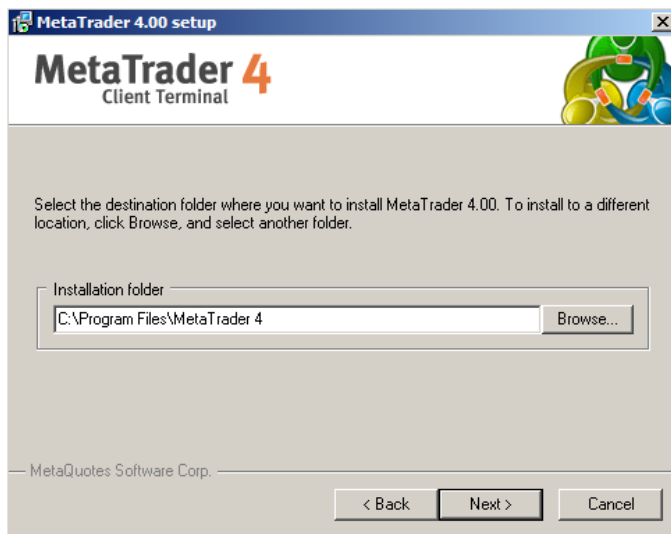 MetaTrader 4.00 setup
MetaTrader 4
Client Terminal
Select the destination folder where you want to install MetaTrader 4.00. To install to a different
location, click Browse, and select another folder.
Installation folder
C:\Program Files\MetaTrader 4
Browse...
MetaQuotes Software Corp.
< Back
Next >
Cancel